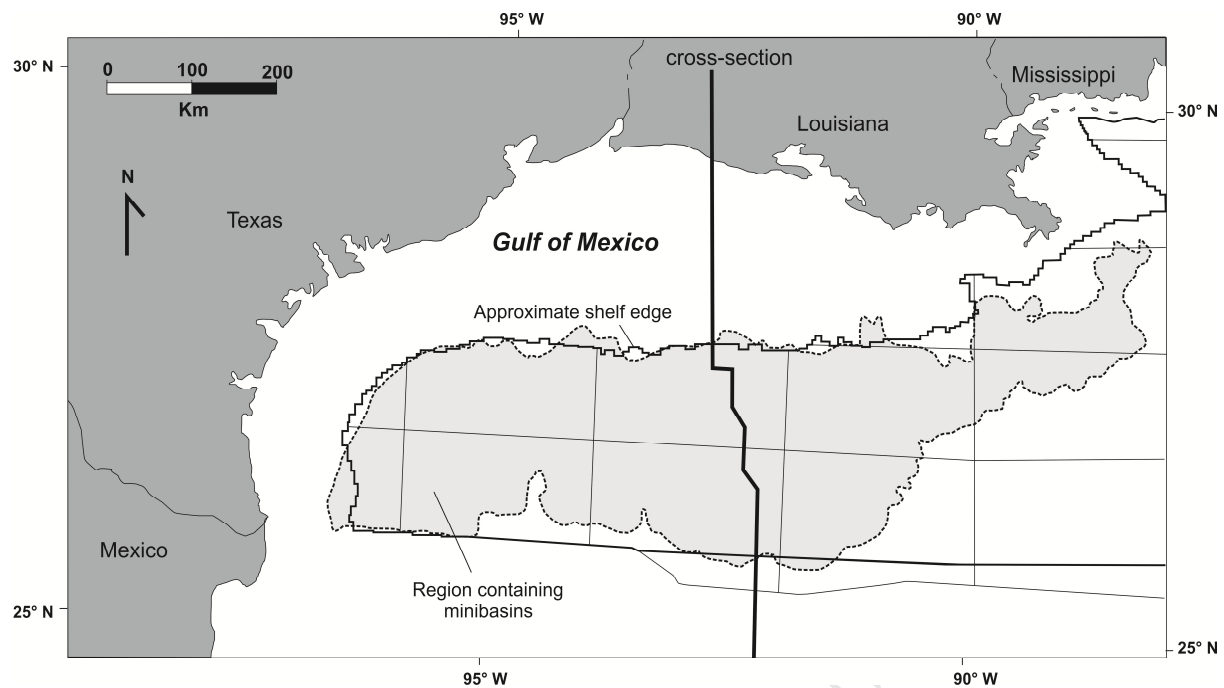 95° W
90° W
30° N
0 100 200
Km
cross-section
Mississippi
30° N
Louisiana
N
Texas
Gulf of Mexico
Approximate shelf edge
Mexico
Region containing
minibasins
25° N
25° N
95° W
90° W